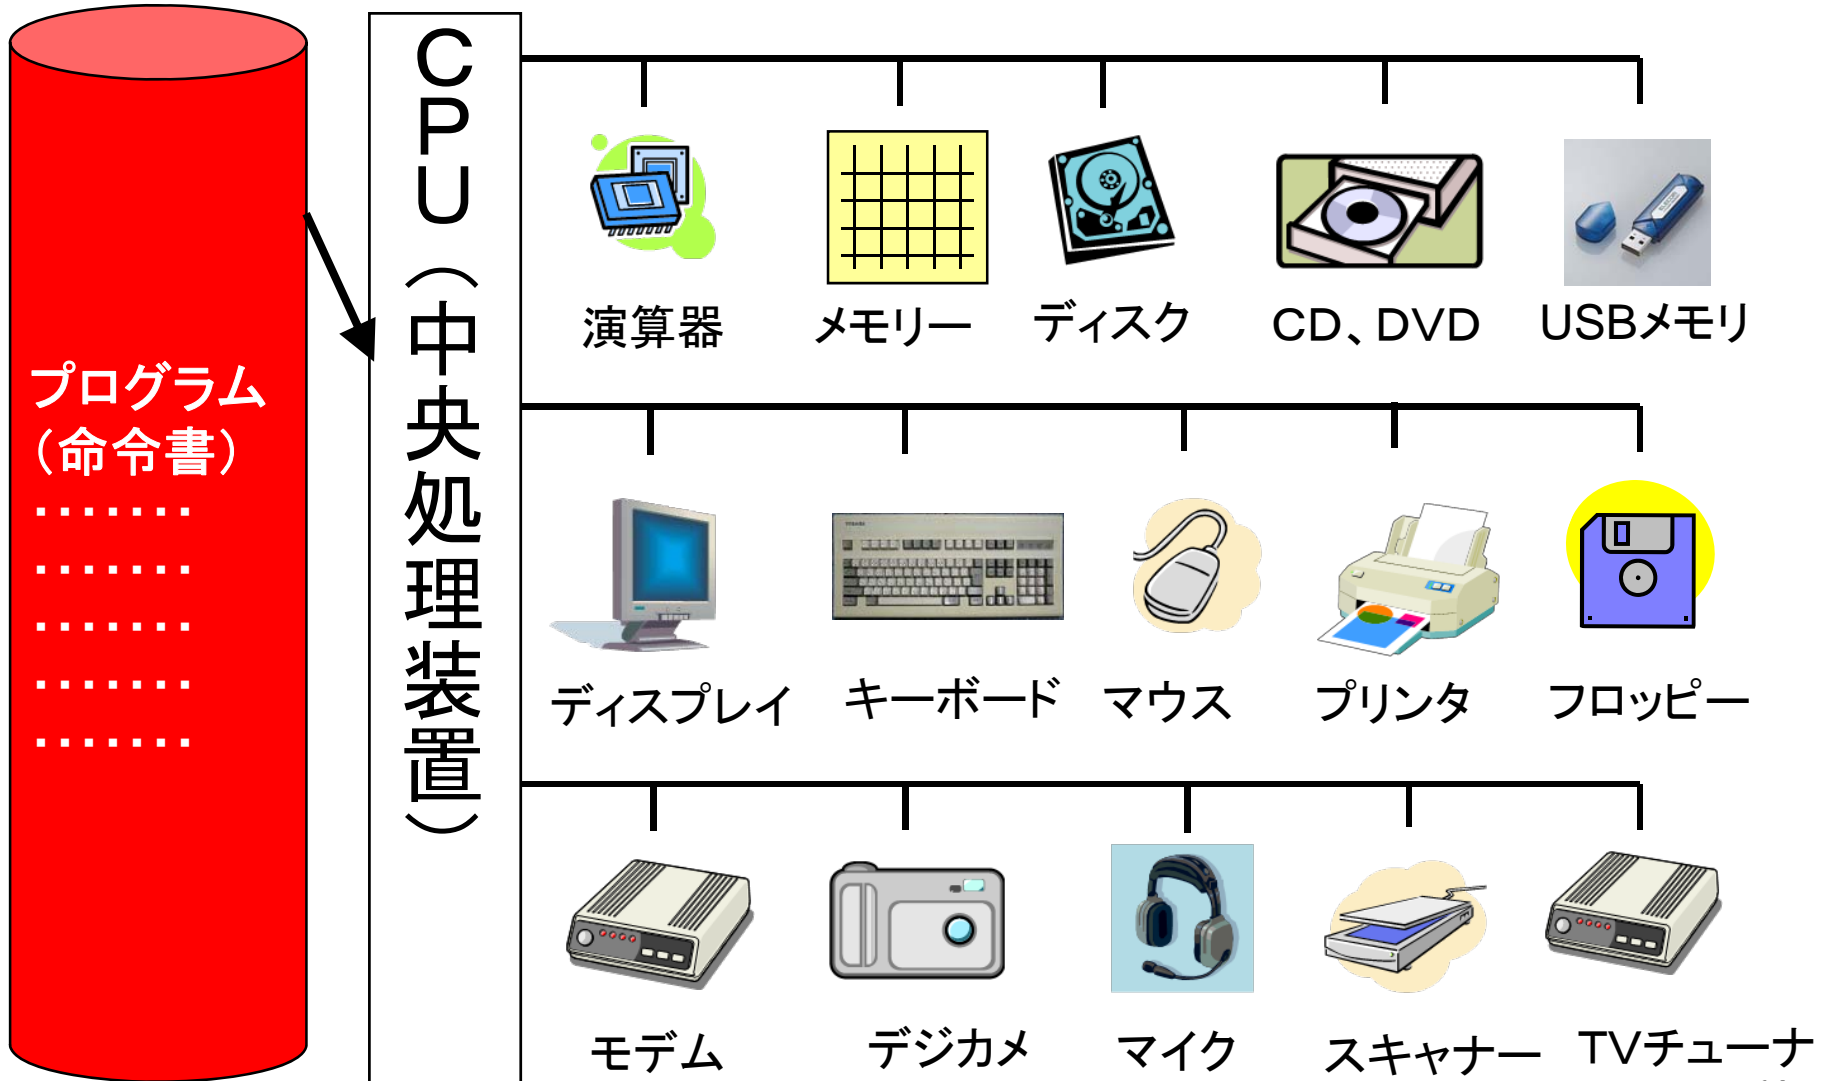 プログラム
(命令書)
・・・・・・・
・・・・・・・
・・・・・・・
・・・・・・・
・・・・・・・
CPU(中央処理装置)
演算器
メモリー
ディスク
CD、DVD
USBメモリ
ディスプレイ
キーボード
マウス
プリンタ
フロッピー
モデム
デジカメ
マイク
スキャナー
TVチューナ